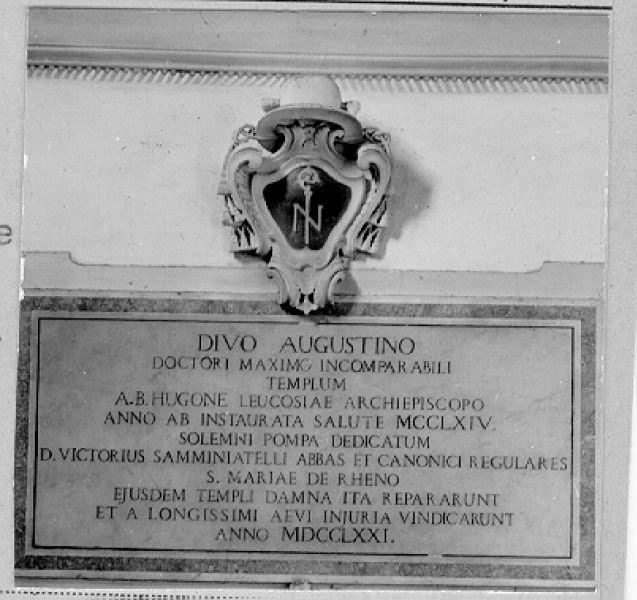 N
DIVO AUGUSTINO
DOCTORI MAXIMO INCOMPARABILI
TEMPLUM
A.B. HUGONE LEUCOSIAE ARCHIEPISCOPO
ANNO AB INSTAURATA SALUTE MCCLXIV.
SOLEMNI POMPA DEDICATUM
D. VICTORIUS SAMMINIATELLI ABBAS ET CANONICI REGULARES
S. MARIAE DE RHENO
EJUSDEM TEMPLI DAMNA ITA REPARARUNT
ET A LONGISSIMI AEVI INJURIA VINDICARUNT
ANNO MDCCLXXI.